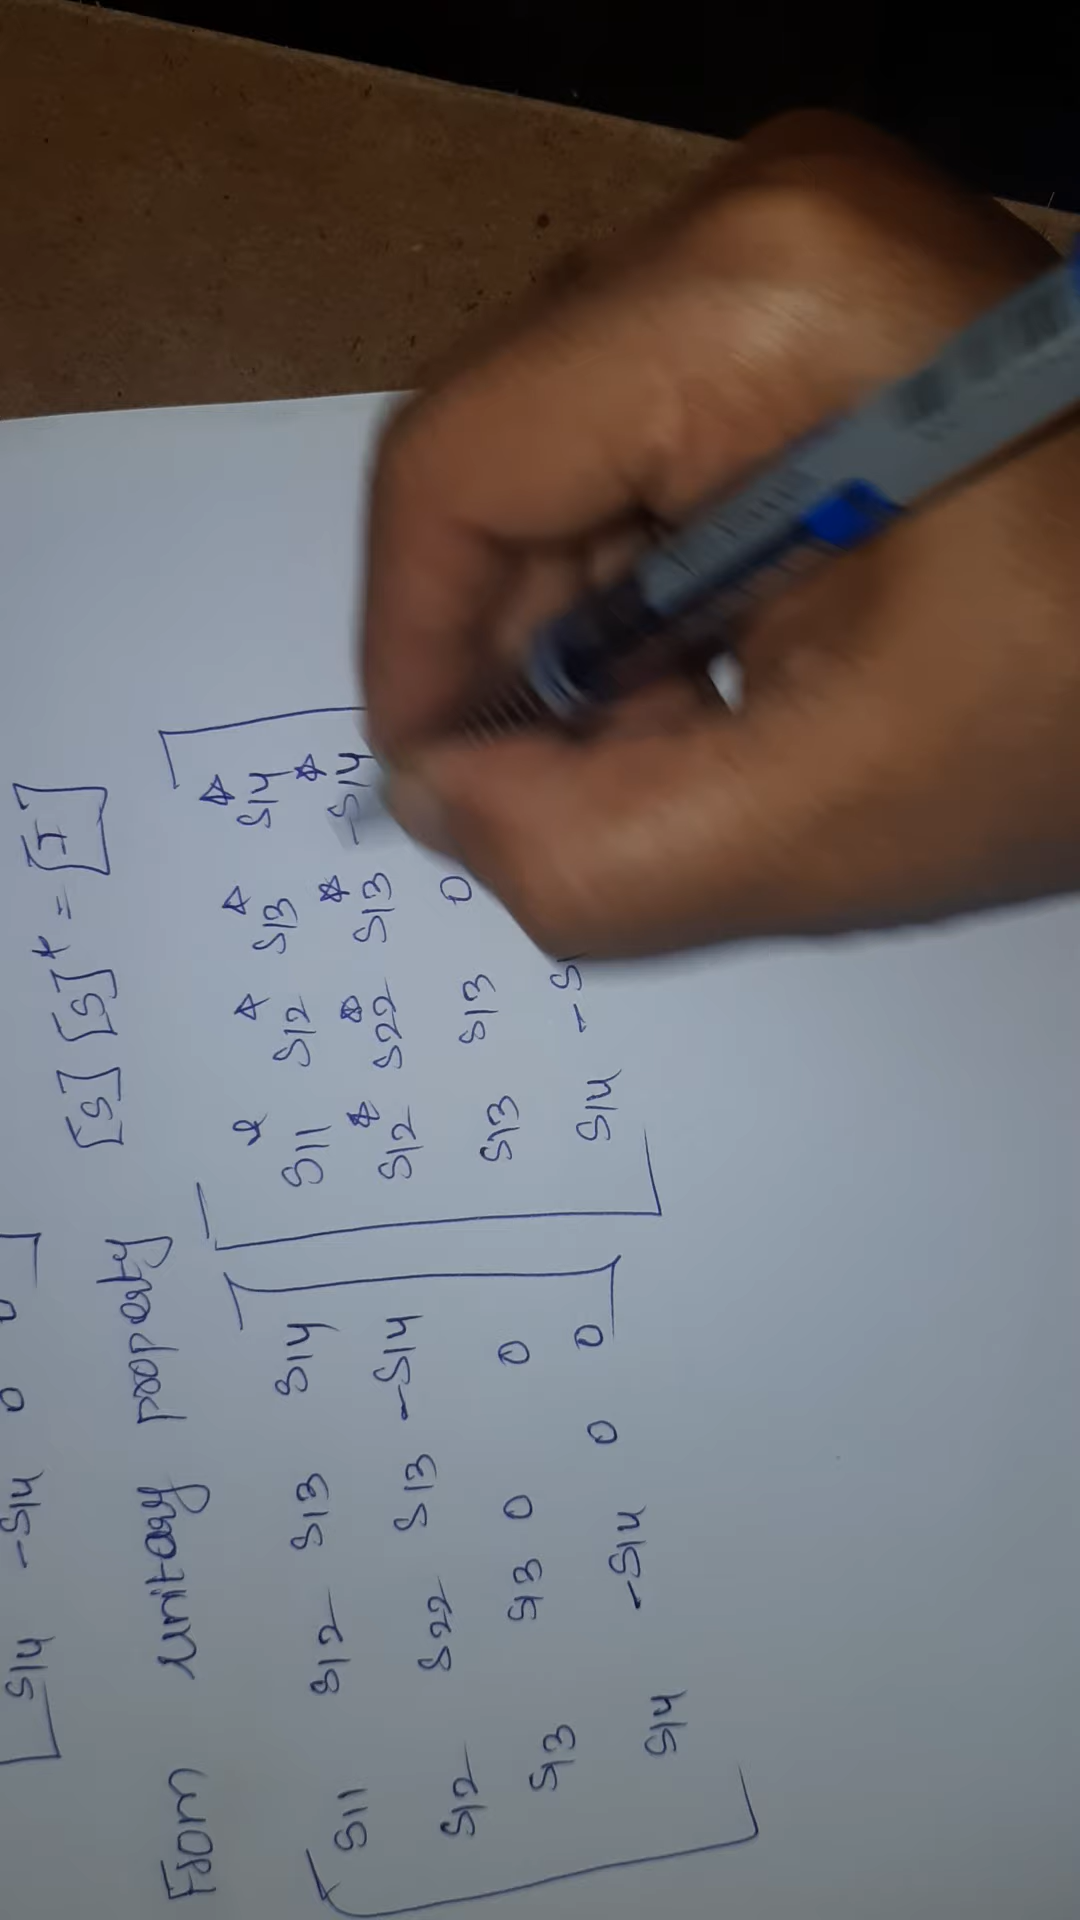 S14 -S14 0 0
From unitary property [S] [S]* = [I]
S11 S12 S13 S14 S11* S12* S13* S14*
S12 S22 S13 -S14 S12* S22* S13* -S14*
S13 S13 0 0 S13 S13 0
S14 -S14 0 0 S14